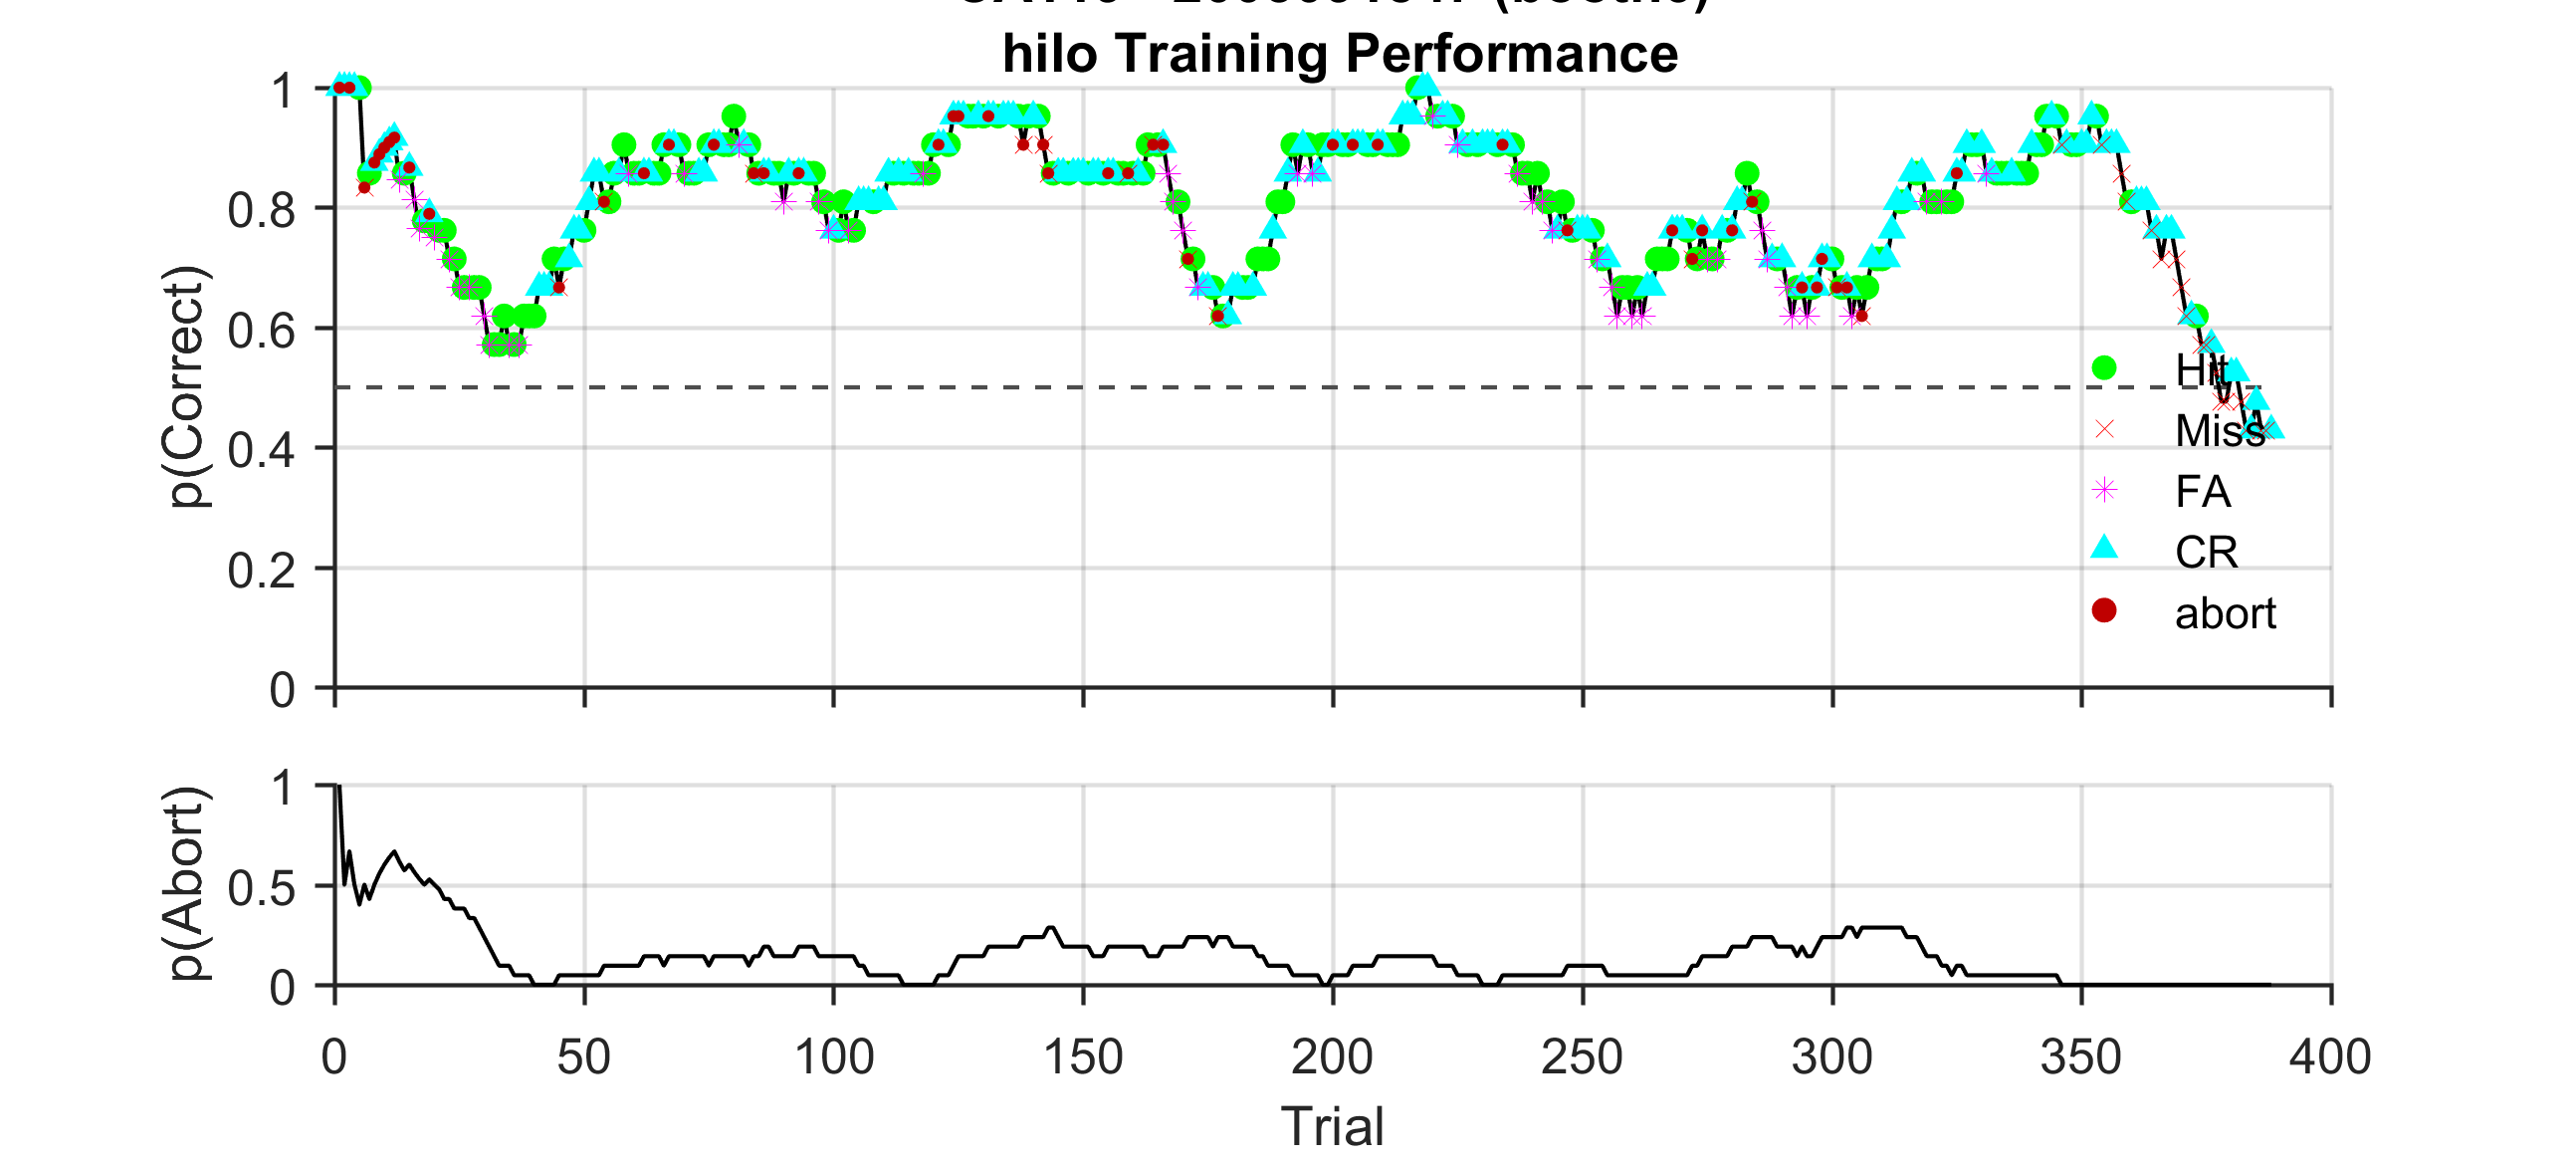 hilo Training Performance
p(Correct)
1
0.8
0.6
0.4
0.2
0
Hit
Miss
FA
CR
abort
p(Abort)
1
0.5
0
0 50 100 150 200 250 300 350 400
Trial